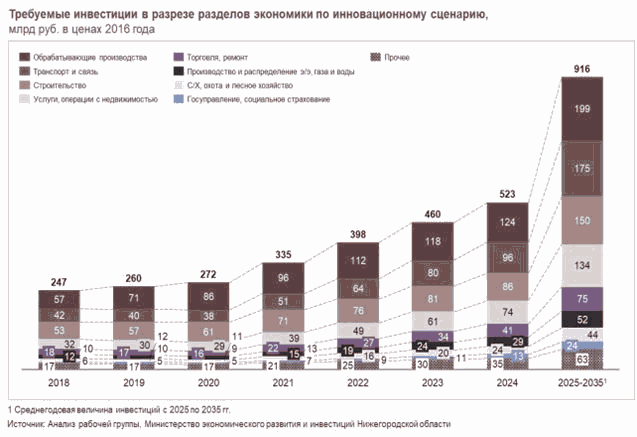 Требуемые инвестиции в разрезе разделов экономики по инновационному сценарию,
млрд руб. в ценах 2016 года
Обрабатывающие производства
Транспорт и связь
Строительство
Услуги, операции с недвижимостью
Торговля, ремонт
Производство и распределение э/э, газа и воды
С/Х, охота и лесное хозяйство
Госуправление, социальное страхование
Прочее
247 260 272 335 398 460 523 916
57 71 86 96 112 118 124 199
42 40 38 51 64 80 96 175
53 57 61 71 76 81 86 150
32 30 29 39 49 61 74 134
18 17 16 22 27 34 41 75
12 10 9 15 19 24 29 52
10 12 11 13 16 20 24 44
6 6 5 7 9 11 13 24
17 17 17 21 25 30 35 63
2018 2019 2020 2021 2022 2023 2024 2025-2035¹
1 Среднегодовая величина инвестиций с 2025 по 2035 гг.
Источник: Анализ рабочей группы, Министерство экономического развития и инвестиций Нижегородской области